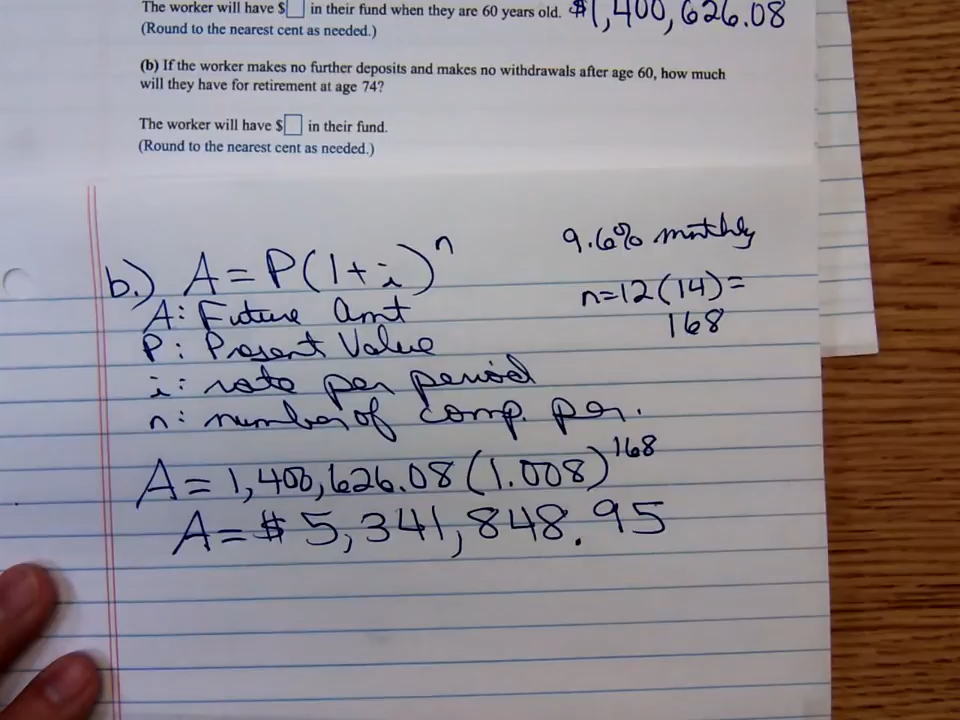 The worker will have $ in their fund when they are 60 years old. $1,400,626.08
(Round to the nearest cent as needed.)
(b) If the worker makes no further deposits and makes no withdrawals after age 60, how much
will they have for retirement at age 74?
The worker will have $ in their fund.
(Round to the nearest cent as needed.)
9.6% monthly
b.) A=P(1+i)^n
n=12(14)=
168
A: Future Amt
P: Present Value
i: rate per period
n: number of comp. per.
A=1,400,626.08(1.008)^168
A=$5,341,848.95